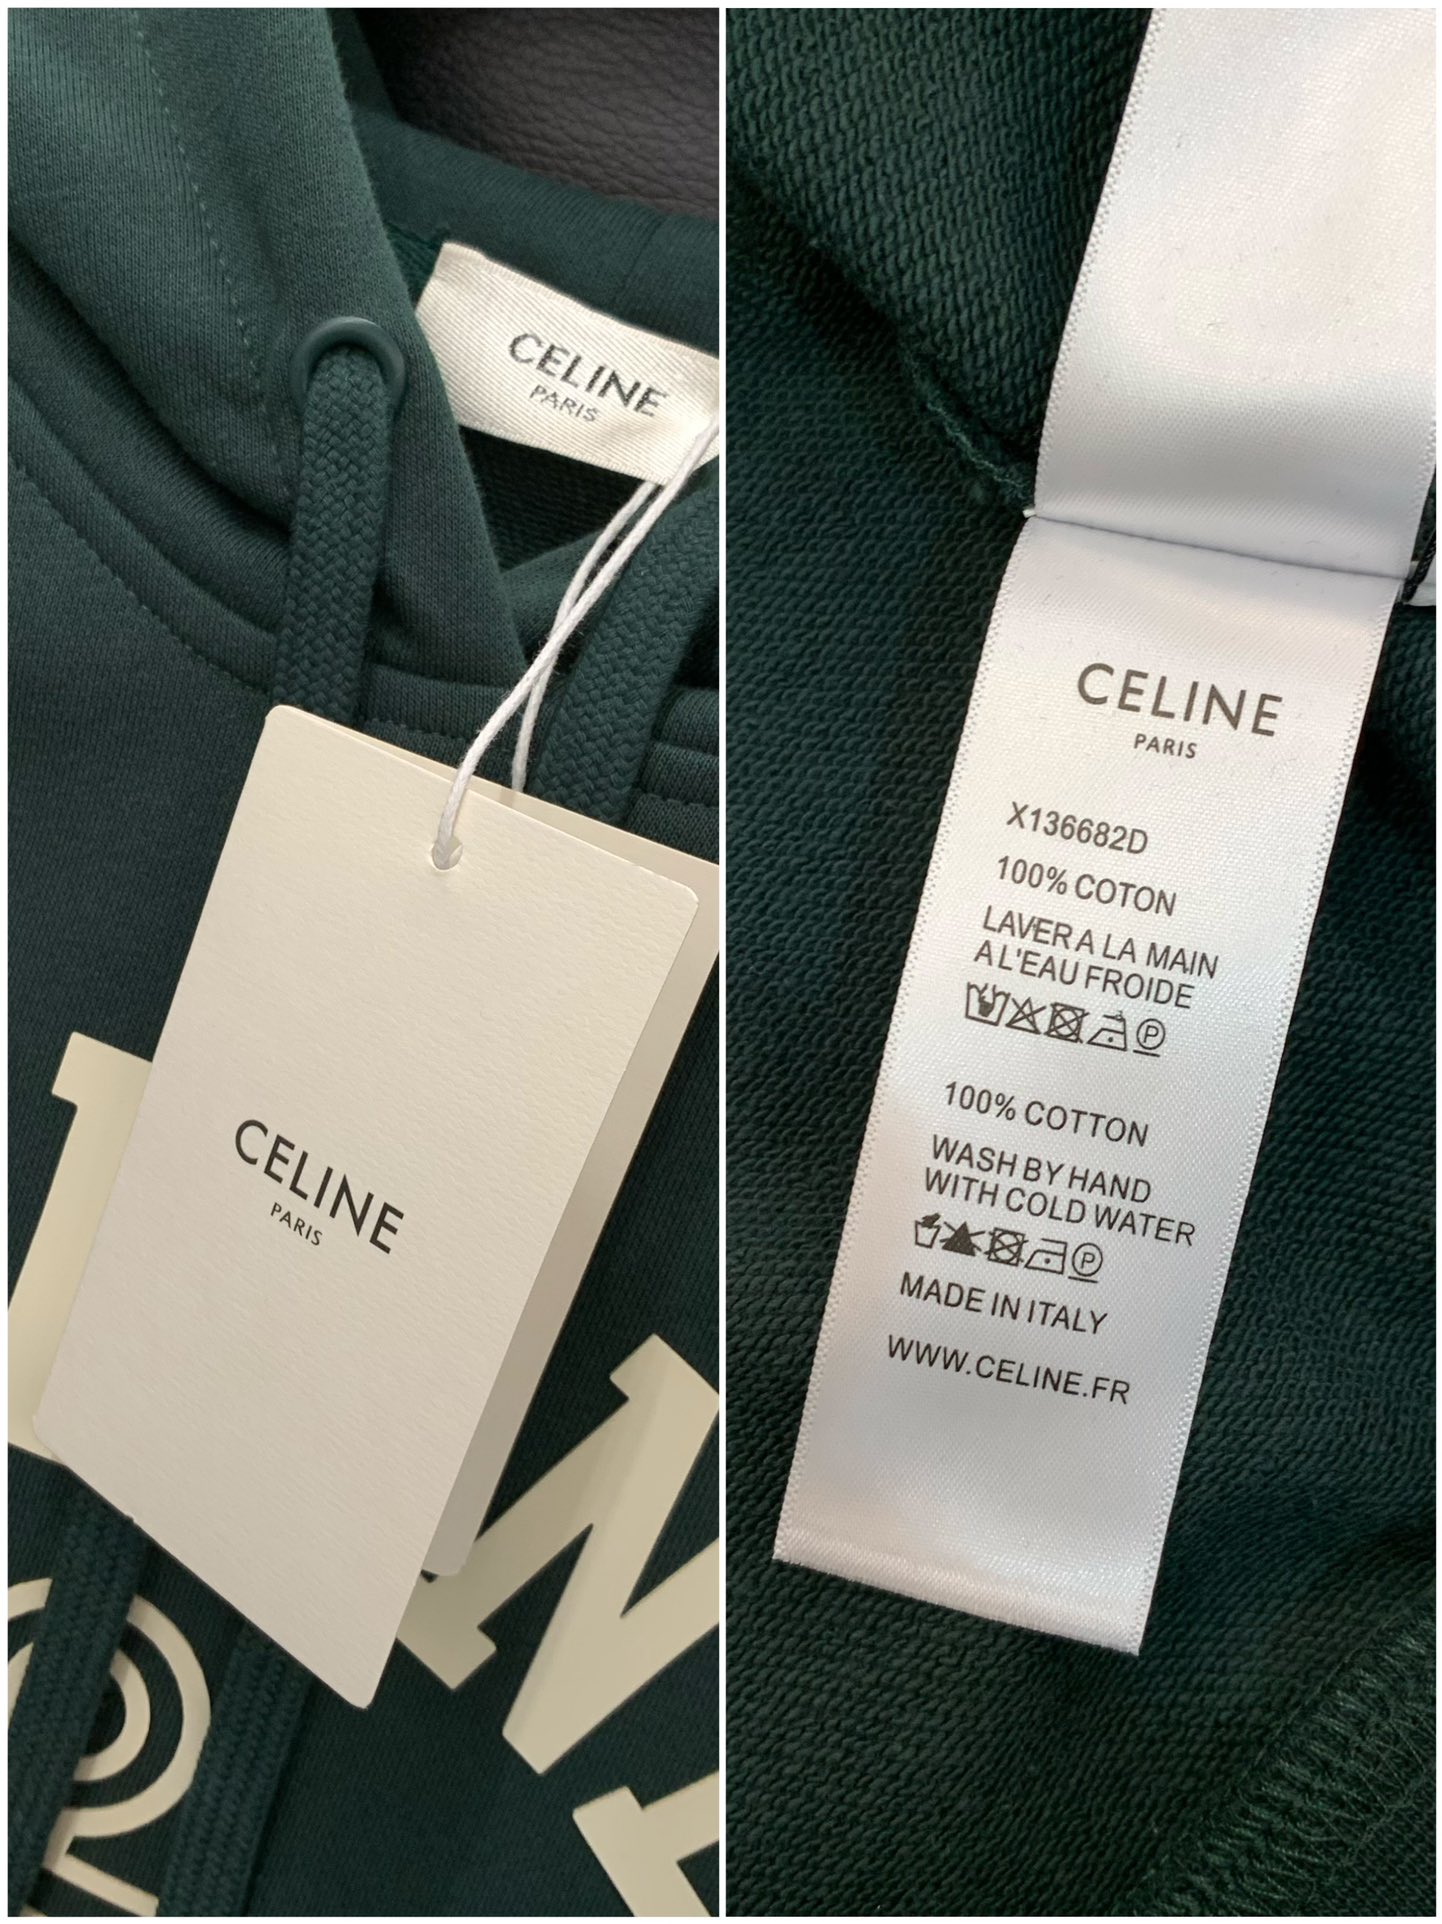 CELINE
PARIS
CELINE
PARIS
CELINE
PARIS
X136682D
100% COTON
LAVER A LA MAIN
A L'EAU FROIDE
P
100% COTTON
WASH BY HAND
WITH COLD WATER
P
MADE IN ITALY
WWW.CELINE.FR